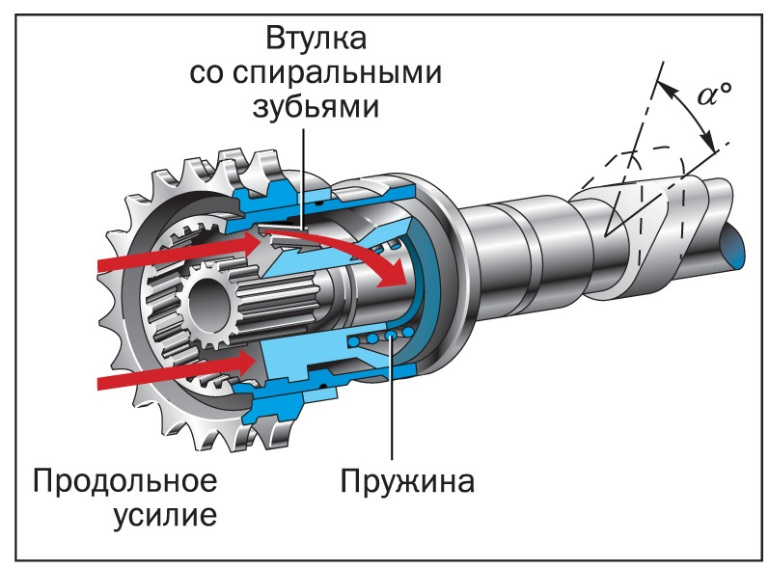 Втулка
со спиральными
зубьями
α°
Продольное
усилие
Пружина